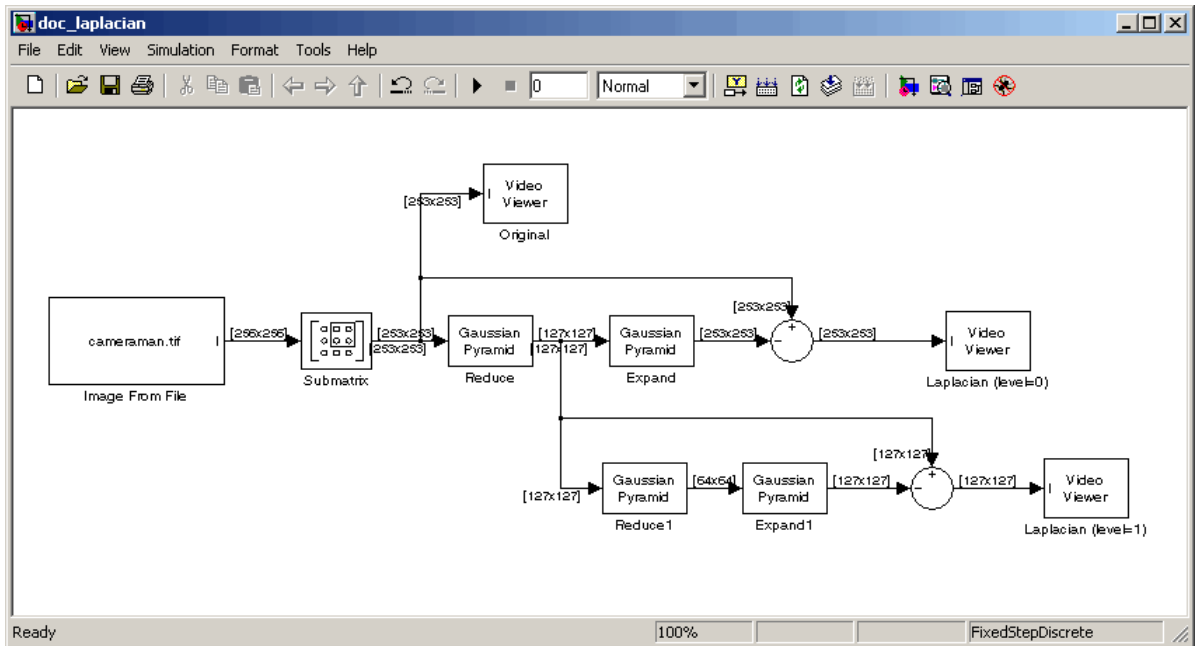 doc_laplacian
File Edit View Simulation Format Tools Help
0 Normal
Video
Viewer
[253x253]
Original
[253x253]
cameraman.tif
I
[256x256]
[253x253]
[253x253]
Gaussian
Pyramid
[127x127]
[127x127]
Gaussian
Pyramid
[253x253]
[253x253]
Video
Viewer
Image From File
Submatrix
Reduce
Expand
Laplacian (level=0)
[127x127]
[127x127]
Gaussian
Pyramid
[64x64]
Gaussian
Pyramid
[127x127]
[127x127]
Video
Viewer
Reduce1
Expand1
Laplacian (level=1)
Ready 100% FixedStepDiscrete